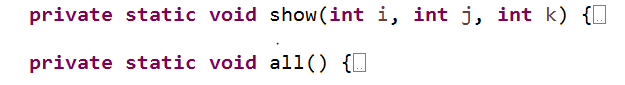 private static void show(int i, int j, int k) {..
private static void all() {..